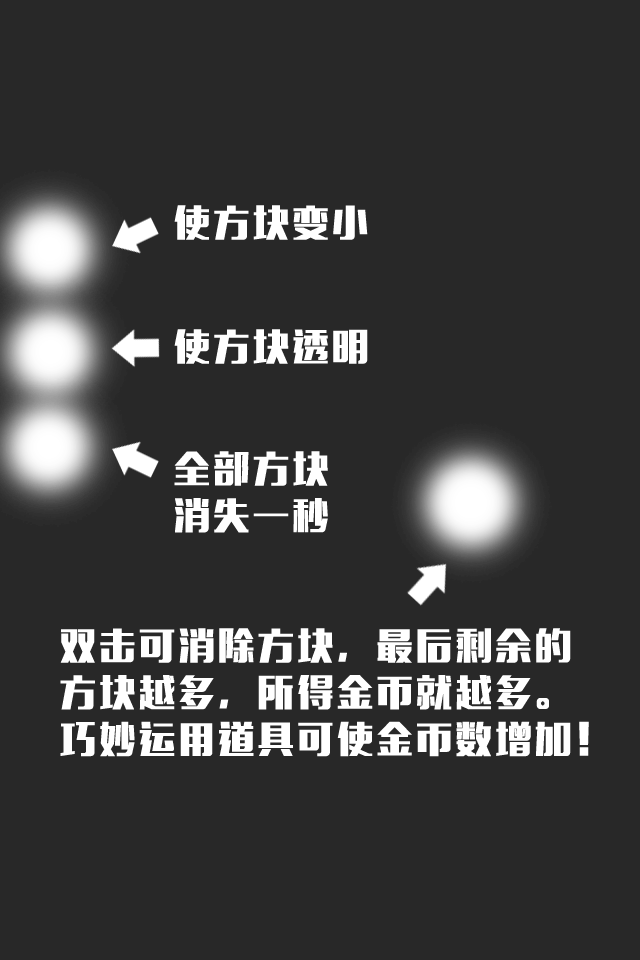 使方块变小
使方块透明
全部方块
消失一秒
双击可消除方块，最后剩余的
方块越多，所得金币就越多。
巧妙运用道具可使金币数增加！